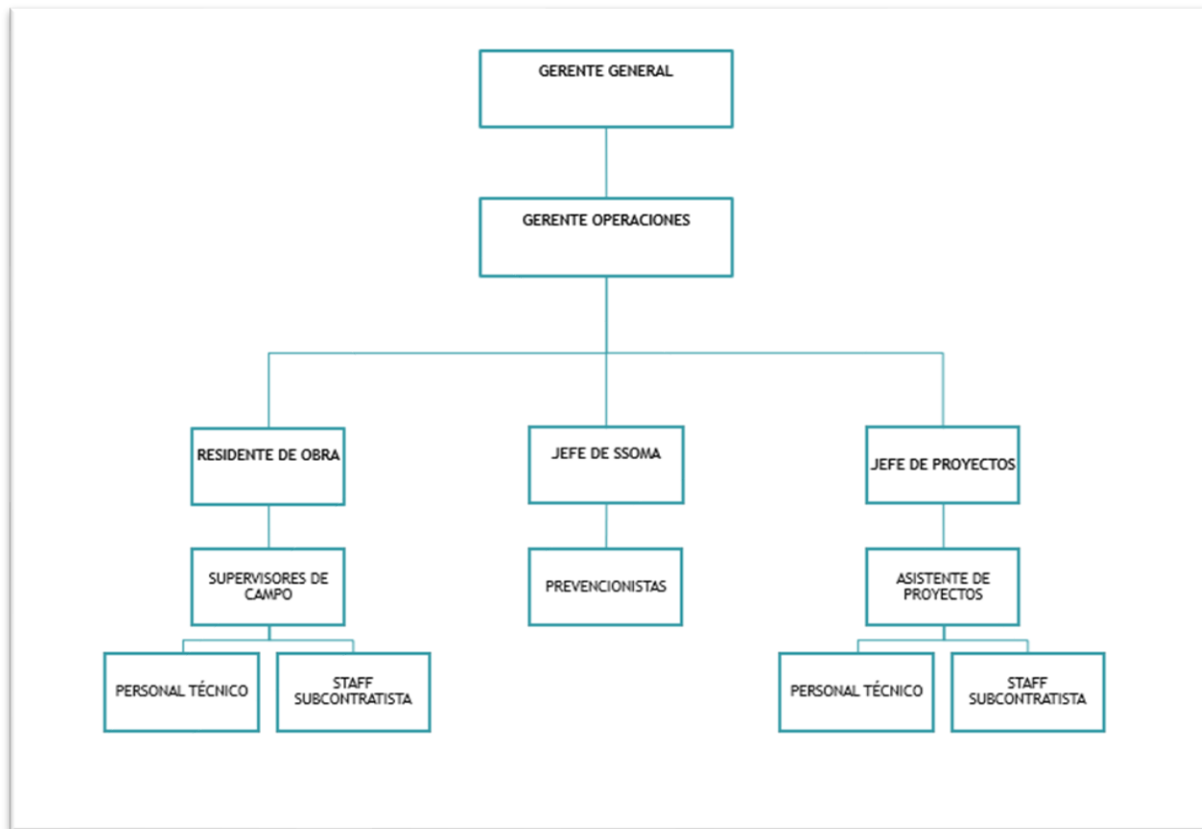 GERENTE GENERAL
GERENTE OPERACIONES
RESIDENTE DE OBRA
JEFE DE SSOMA
JEFE DE PROYECTOS
SUPERVISORES DE
CAMPO
PREVENCIONISTAS
ASISTENTE DE
PROYECTOS
PERSONAL TÉCNICO
STAFF
SUBCONTRATISTA
PERSONAL TÉCNICO
STAFF
SUBCONTRATISTA